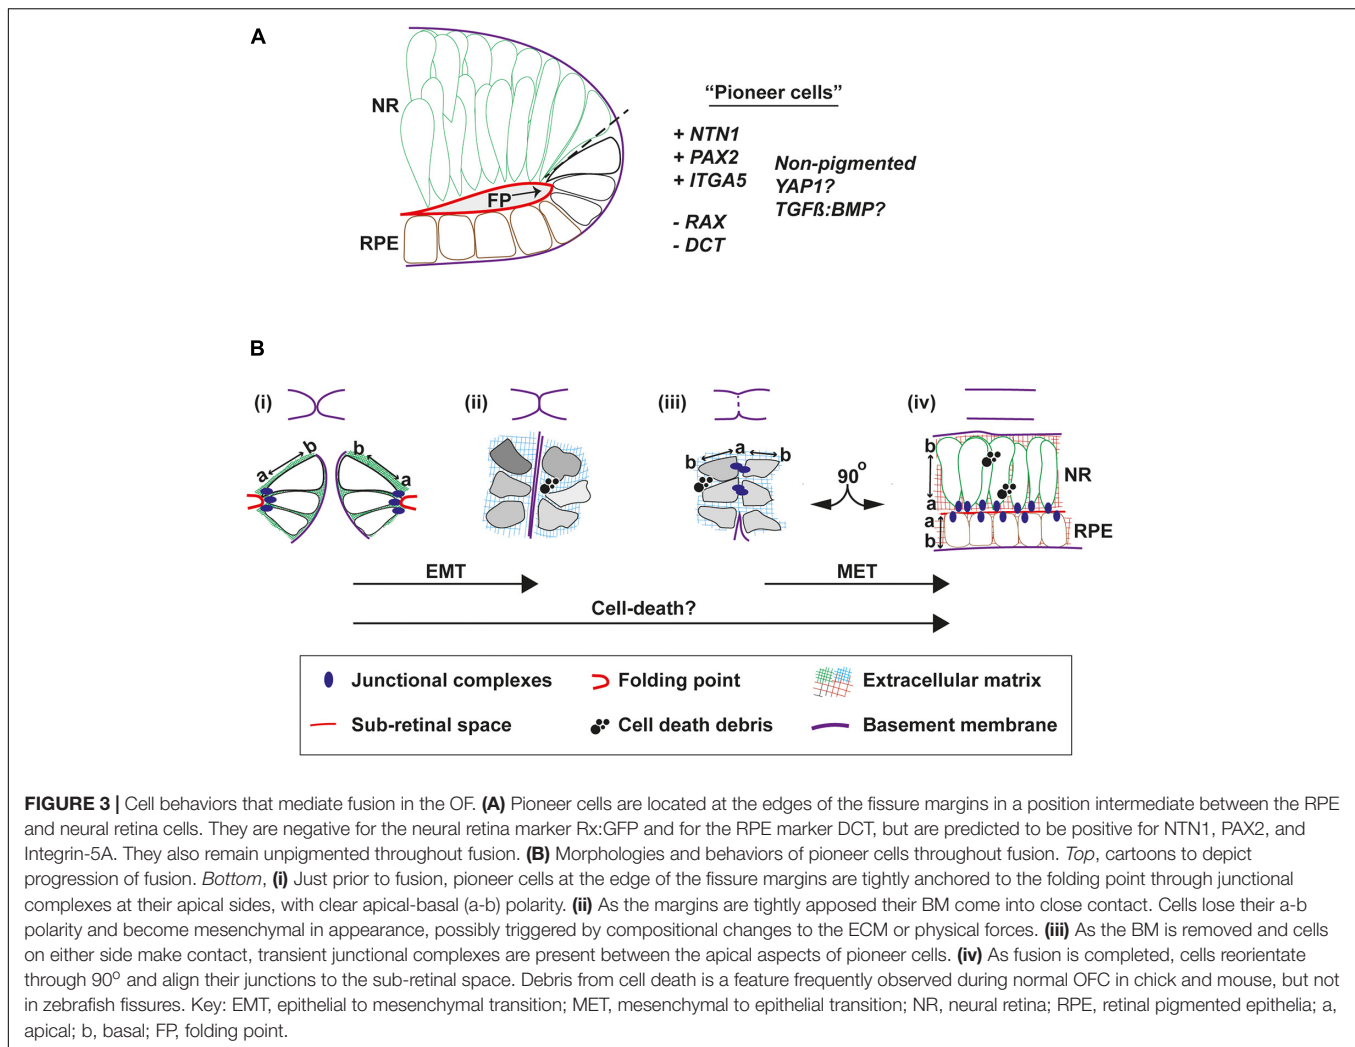 A
NR
FP
RPE
"Pioneer cells"
+ NTN1
+ PAX2
+ ITGA5
- RAX
- DCT
Non-pigmented
YAP1?
TGFß:BMP?
B
(i)
(ii)
(iii)
(iv)
b
b
a
a
b
a
b
90o
b
a
a
b
NR
RPE
EMT
MET
Cell-death?
Junctional complexes
Folding point
Extracellular matrix
Sub-retinal space
Cell death debris
Basement membrane
FIGURE 3 | Cell behaviors that mediate fusion in the OF. (A) Pioneer cells are located at the edges of the fissure margins in a position intermediate between the RPE
and neural retina cells. They are negative for the neural retina marker Rx:GFP and for the RPE marker DCT, but are predicted to be positive for NTN1, PAX2, and
Integrin-5A. They also remain unpigmented throughout fusion. (B) Morphologies and behaviors of pioneer cells throughout fusion. Top, cartoons to depict
progression of fusion. Bottom, (i) Just prior to fusion, pioneer cells at the edge of the fissure margins are tightly anchored to the folding point through junctional
complexes at their apical sides, with clear apical-basal (a-b) polarity. (ii) As the margins are tightly apposed their BM come into close contact. Cells lose their a-b
polarity and become mesenchymal in appearance, possibly triggered by compositional changes to the ECM or physical forces. (iii) As the BM is removed and cells
on either side make contact, transient junctional complexes are present between the apical aspects of pioneer cells. (iv) As fusion is completed, cells reorientate
through 90o and align their junctions to the sub-retinal space. Debris from cell death is a feature frequently observed during normal OFC in chick and mouse, but not
in zebrafish fissures. Key: EMT, epithelial to mesenchymal transition; MET, mesenchymal to epithelial transition; NR, neural retina; RPE, retinal pigmented epithelia; a,
apical; b, basal; FP, folding point.